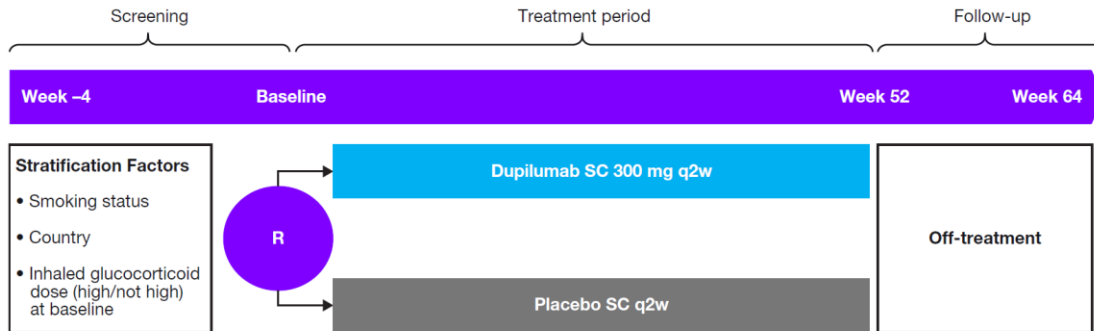 Screening Treatment period Follow-up
Week –4 Baseline Week 52 Week 64
Stratification Factors
• Smoking status
• Country
• Inhaled glucocorticoid
dose (high/not high)
at baseline
R
Dupilumab SC 300 mg q2w
Placebo SC q2w
Off-treatment